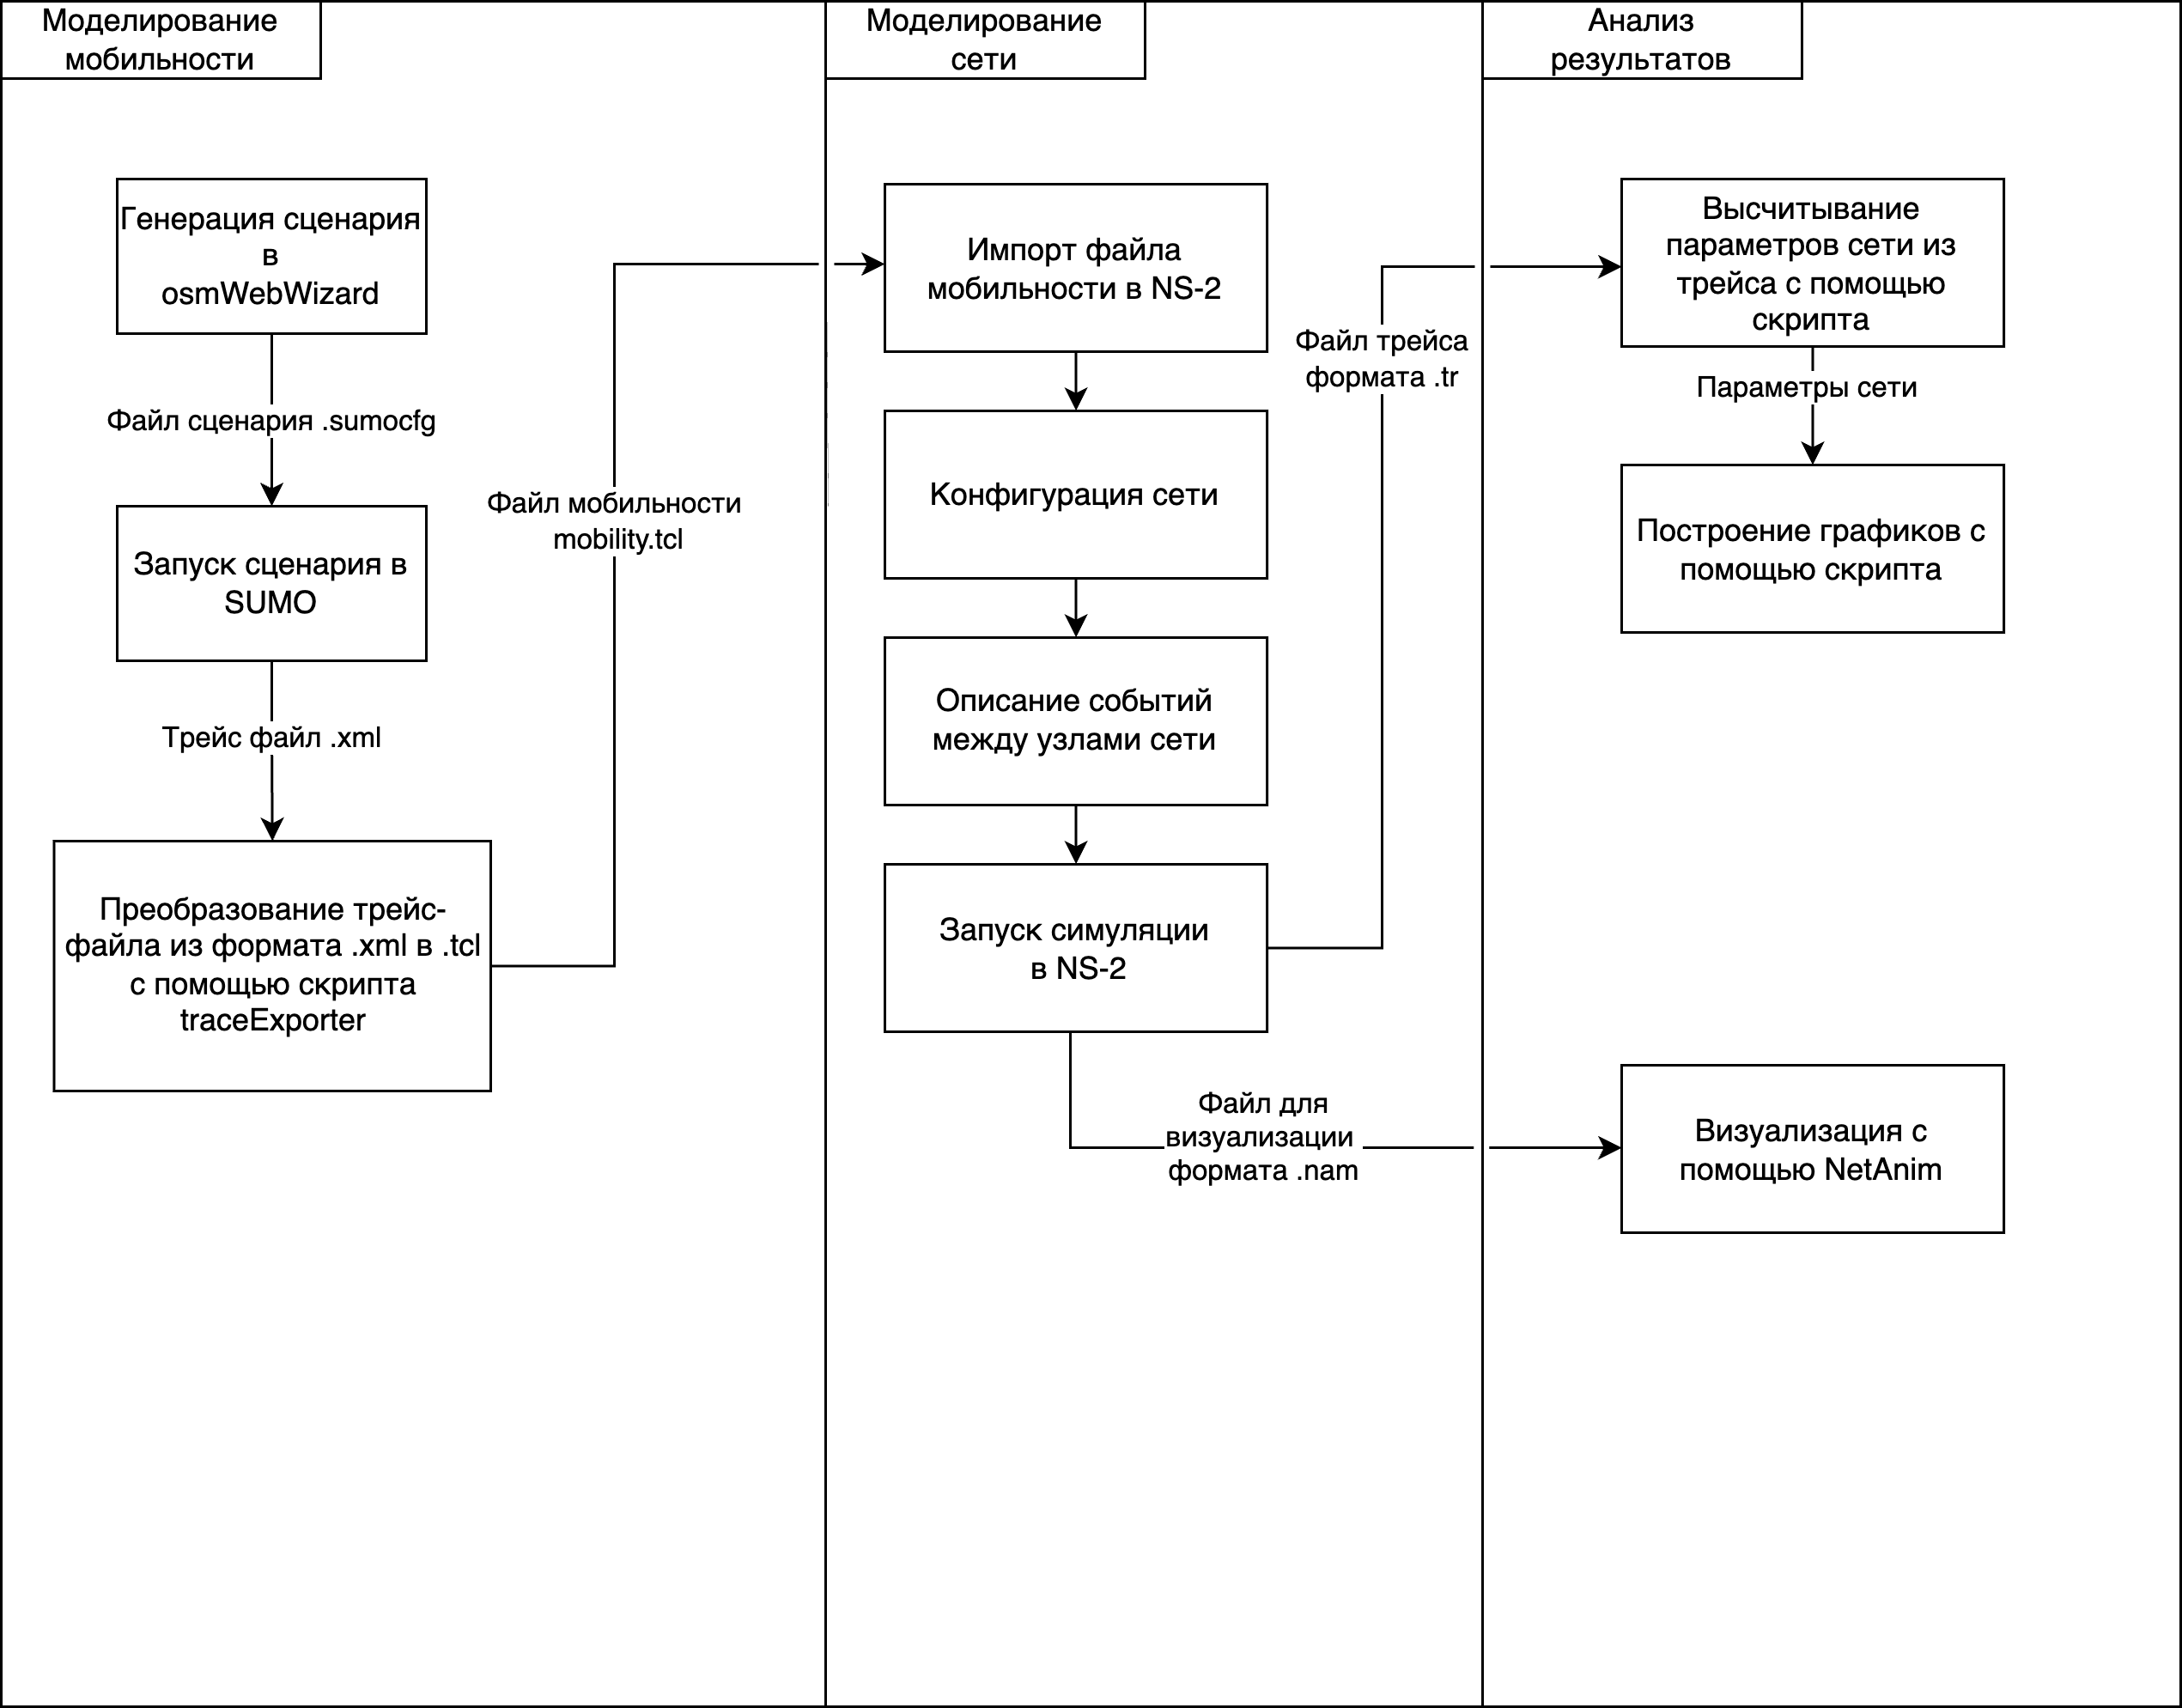 Моделирование
мобильности
Генерация сценария
в
osmWebWizard
Файл сценария .sumocfg
Запуск сценария в
SUMO
Трейс файл .xml
Преобразование трейс-
файла из формата .xml в .tcl
с помощью скрипта
traceExporter
Файл мобильности
mobility.tcl
Моделирование
сети
Импорт файла
мобильности в NS-2
Конфигурация сети
Описание событий
между узлами сети
Запуск симуляции
в NS-2
Файл трейса
формата .tr
Файл для
визуализации
формата .nam
Анализ
результатов
Высчитывание
параметров сети из
трейса с помощью
скрипта
Параметры сети
Построение графиков с
помощью скрипта
Визуализация с
помощью NetAnim